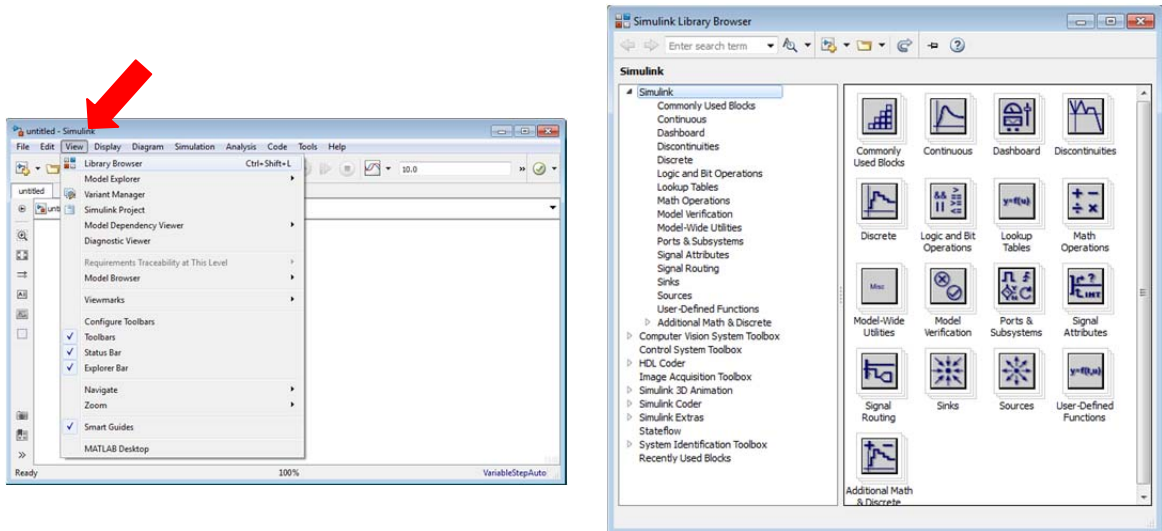 untitled - Simulink
File Edit View Display Diagram Simulation Analysis Code Tools Help
Library Browser Ctrl+Shift+L
10.0
»
untitled
Model Explorer
Variant Manager
Simulink Project
Model Dependency Viewer
Diagnostic Viewer
Requirements Traceability at This Level
Model Browser
Viewmarks
Configure Toolbars
Toolbars
Status Bar
Explorer Bar
Navigate
Zoom
Smart Guides
MATLAB Desktop
»
Ready 100% VariableStepAuto
Simulink Library Browser
Enter search term
Simulink
Simulink
Commonly Used Blocks
Continuous
Dashboard
Discontinuities
Discrete
Logic and Bit Operations
Lookup Tables
Math Operations
Model Verification
Model-Wide Utilities
Ports & Subsystems
Signal Attributes
Signal Routing
Sinks
Sources
User-Defined Functions
Additional Math & Discrete
Computer Vision System Toolbox
Control System Toolbox
HDL Coder
Image Acquisition Toolbox
Simulink 3D Animation
Simulink Coder
Simulink Extras
Stateflow
System Identification Toolbox
Recently Used Blocks
Commonly
Used Blocks
Continuous
Dashboard
Discontinuities
Discrete
&& >=
|| <=
Logic and Bit
Operations
y=f(u)
Lookup
Tables
+ -
÷ ×
Math
Operations
Misc
Model-Wide
Utilities
Model
Verification
Ports &
Subsystems
?
INT
Signal
Attributes
Signal
Routing
Sinks
Sources
y=f(t,u)
User-Defined
Functions
Additional Math
& Discrete